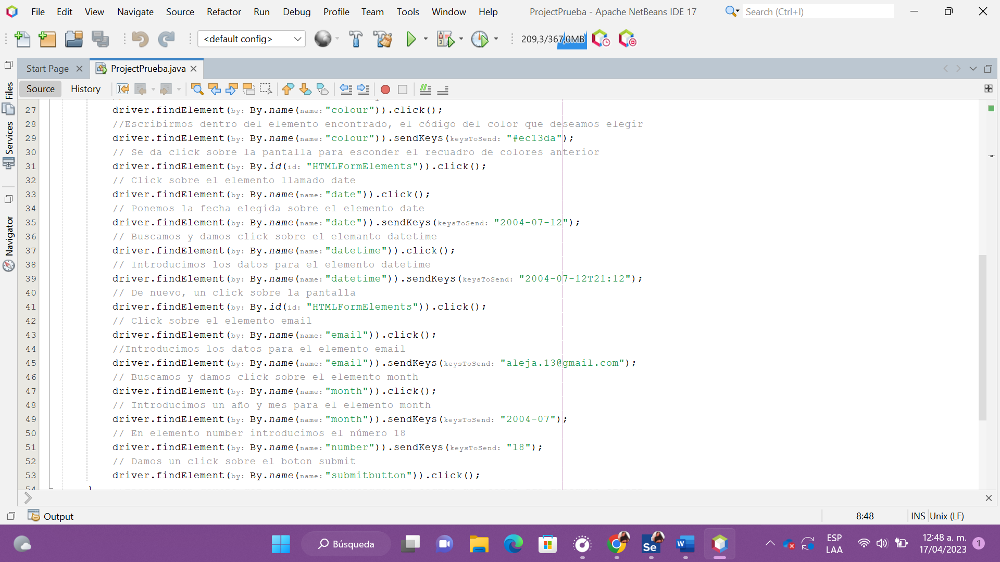 File Edit View Navigate Source Refactor Run Debug Profile Team Tools Window Help ProjectPrueba - Apache NetBeans IDE 17 Search (Ctrl+I)
<default config> 209,3/367,0MB
Start Page ProjectPrueba.java
Source History
Files
Services
Navigator
27 driver.findElement(by: By.name(name: "colour")).click();
28 //Escribirmos dentro del elemento encontrado, el código del color que deseamos elegir
29 driver.findElement(by: By.name(name: "colour")).sendKeys(keysToSend: "#ec13da");
30 // Se da click sobre la pantalla para esconder el recuadro de colores anterior
31 driver.findElement(by: By.id(id: "HTMLFormElements")).click();
32 // Click sobre el elemento llamado date
33 driver.findElement(by: By.name(name: "date")).click();
34 // Ponemos la fecha elegida sobre el elemento date
35 driver.findElement(by: By.name(name: "date")).sendKeys(keysToSend: "2004-07-12");
36 // Buscamos y damos click sobre el elemanto datetime
37 driver.findElement(by: By.name(name: "datetime")).click();
38 // Introducimos los datos para el elemento datetime
39 driver.findElement(by: By.name(name: "datetime")).sendKeys(keysToSend: "2004-07-12T21:12");
40 // De nuevo, un click sobre la pantalla
41 driver.findElement(by: By.id(id: "HTMLFormElements")).click();
42 // Click sobre el elemento email
43 driver.findElement(by: By.name(name: "email")).click();
44 //Introducimos los datos para el elemento email
45 driver.findElement(by: By.name(name: "email")).sendKeys(keysToSend: "aleja.13@gmail.com");
46 // Buscamos y damos click sobre el elemento month
47 driver.findElement(by: By.name(name: "month")).click();
48 // Introducimos un año y mes para el elemento month
49 driver.findElement(by: By.name(name: "month")).sendKeys(keysToSend: "2004-07");
50 // En elemento number introducimos el número 18
51 driver.findElement(by: By.name(name: "number")).sendKeys(keysToSend: "18");
52 // Damos un click sobre el boton submit
53 driver.findElement(by: By.name(name: "submitbutton")).click();
54 }
Output 8:48 INS Unix (LF)
Búsqueda
Se
W
ESP
LAA
12:48 a. m.
17/04/2023
1